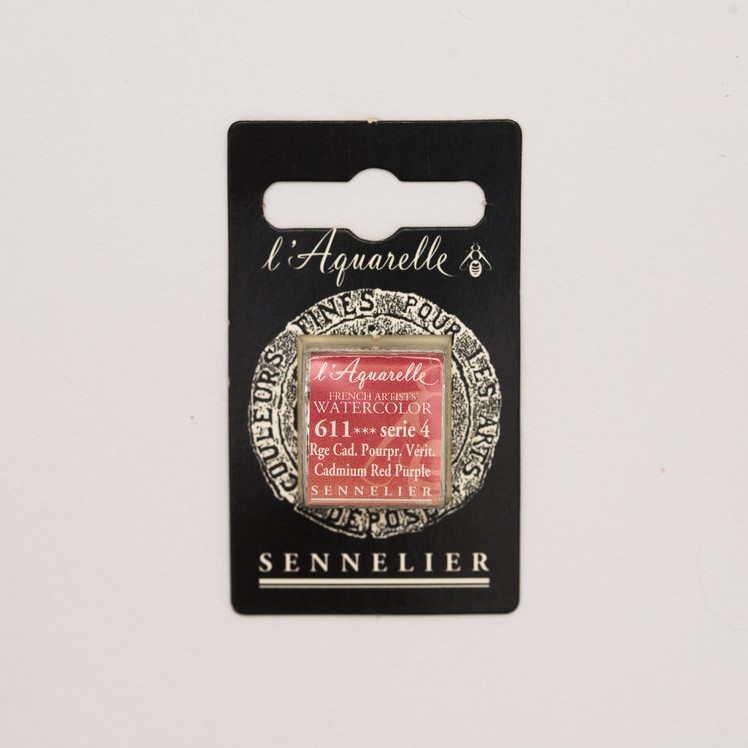 l'Aquarelle
COULEURS FINES POUR LES ARTS
DEPOSE
l'Aquarelle
FRENCH ARTISTS'
WATERCOLOR
611*** serie 4
Rge Cad. Pourpr. Vérit.
Cadmium Red Purple
SENNELIER
SENNELIER